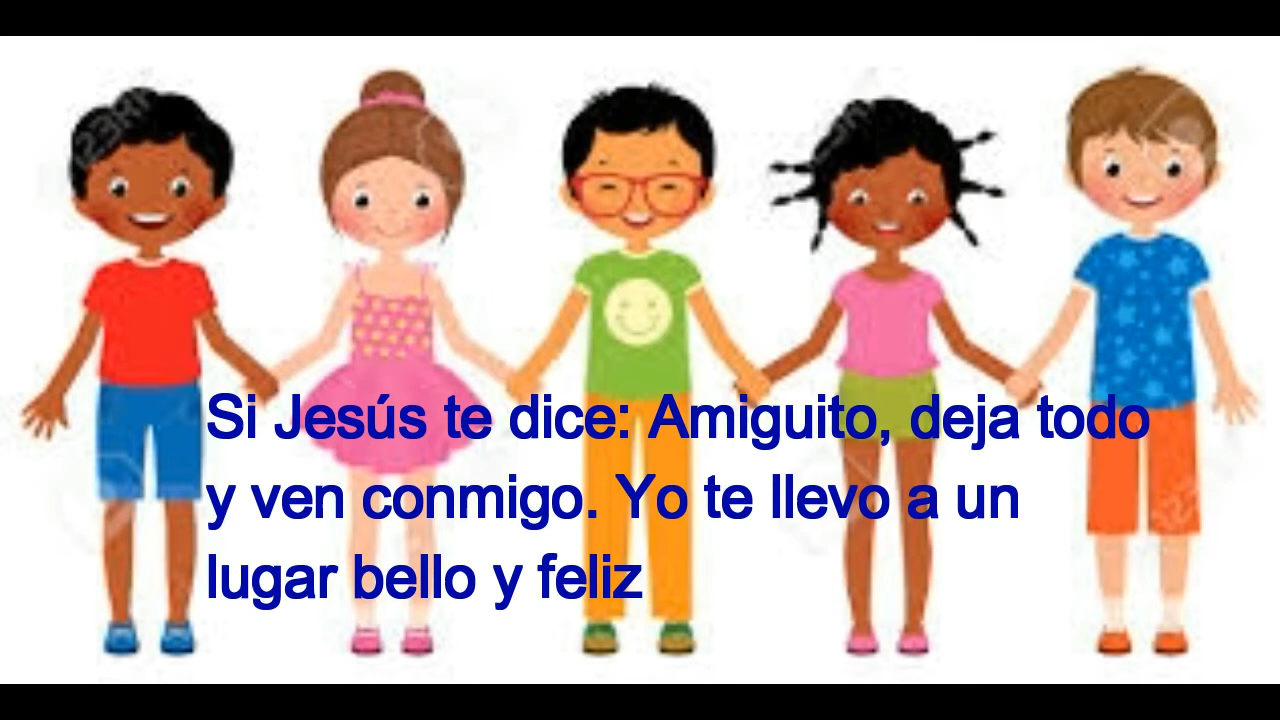 Si Jesús te dice: Amiguito, deja todo
y ven conmigo. Yo te llevo a un
lugar bello y feliz